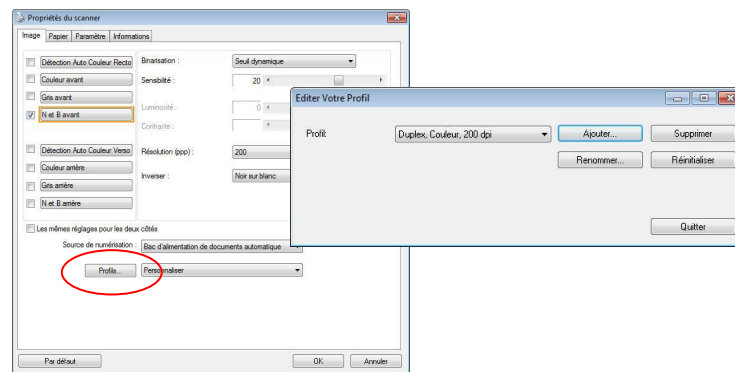 Propriétés du scanner
Image Papier Paramètre Informations
Détection Auto Couleur Recto
Couleur avant
Gris avant
N et B avant
Détection Auto Couleur Verso
Couleur arrière
Gris arrière
N et B arrière
Binarisation : Seuil dynamique
Sensibilité : 20
Luminosité : 0
Contraste :
Résolution (ppp) : 200
Inverser : Noir sur blanc
Les mêmes réglages pour les deux côtés
Source de numérisation : Bac d'alimentation de documents automatique
Profils... Personnaliser
Par défaut OK Annuler
Editer Votre Profil
Profil: Duplex, Couleur, 200 dpi Ajouter... Supprimer
Renommer... Réinitialiser
Quitter